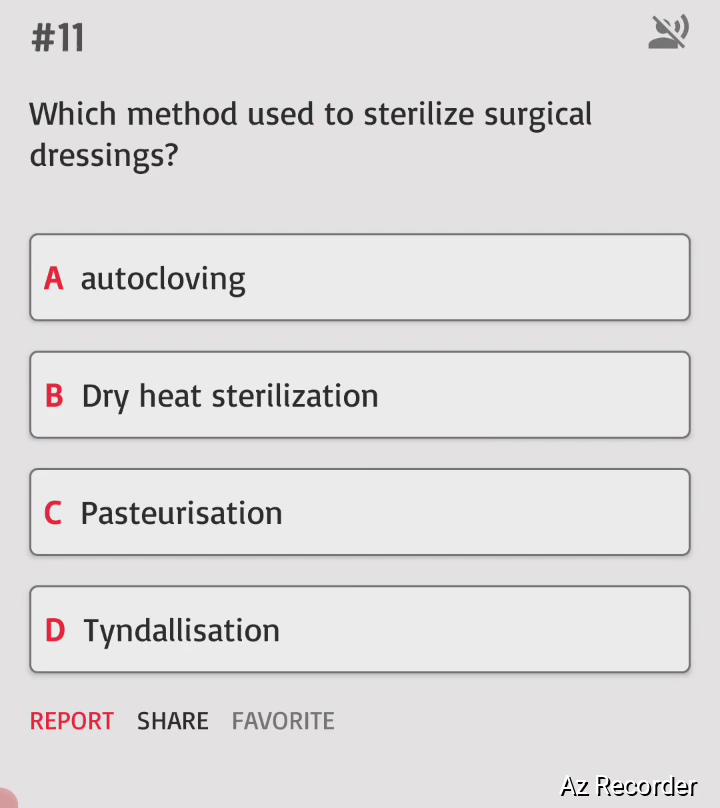 #11
Which method used to sterilize surgical
dressings?
A autocloving
B Dry heat sterilization
C Pasteurisation
D Tyndallisation
REPORT SHARE FAVORITE
Az Recorder